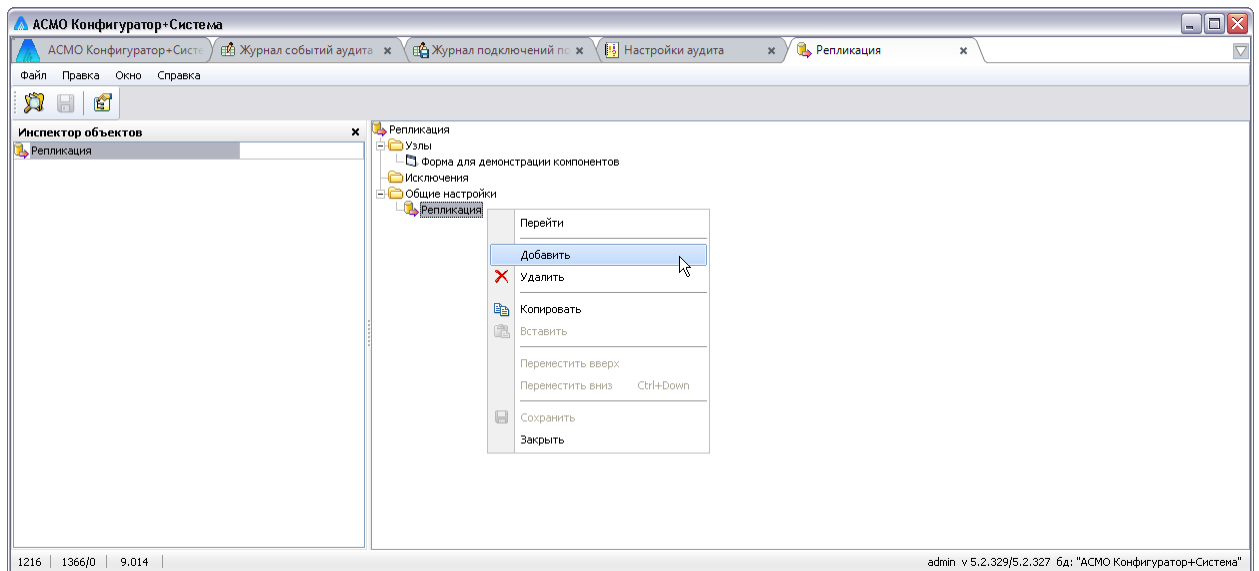 АСМО Конфигуратор+Система
АСМО Конфигуратор+Систе
Журнал событий аудита
Журнал подключений по
Настройки аудита
Репликация
Файл Правка Окно Справка
Инспектор объектов
Репликация
Репликация
Узлы
Форма для демонстрации компонентов
Исключения
Общие настройки
Репликация
Перейти
Добавить
Удалить
Копировать
Вставить
Переместить вверх
Переместить вниз Ctrl+Down
Сохранить
Закрыть
1216 1366/0 9.014
admin v 5.2.329/5.2.327 бд: "АСМО Конфигуратор+Система"